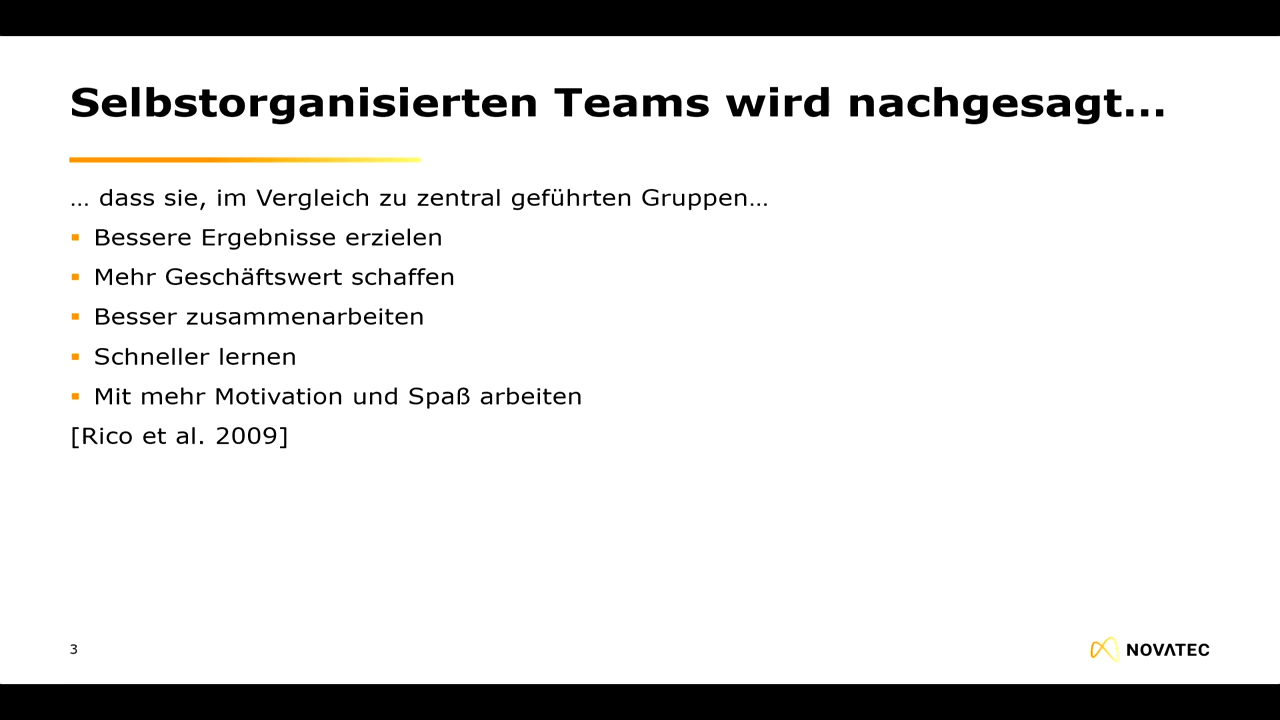 Selbstorganisierten Teams wird nachgesagt…
… dass sie, im Vergleich zu zentral geführten Gruppen…
▪ Bessere Ergebnisse erzielen
▪ Mehr Geschäftswert schaffen
▪ Besser zusammenarbeiten
▪ Schneller lernen
▪ Mit mehr Motivation und Spaß arbeiten
[Rico et al. 2009]
3
NOVATEC